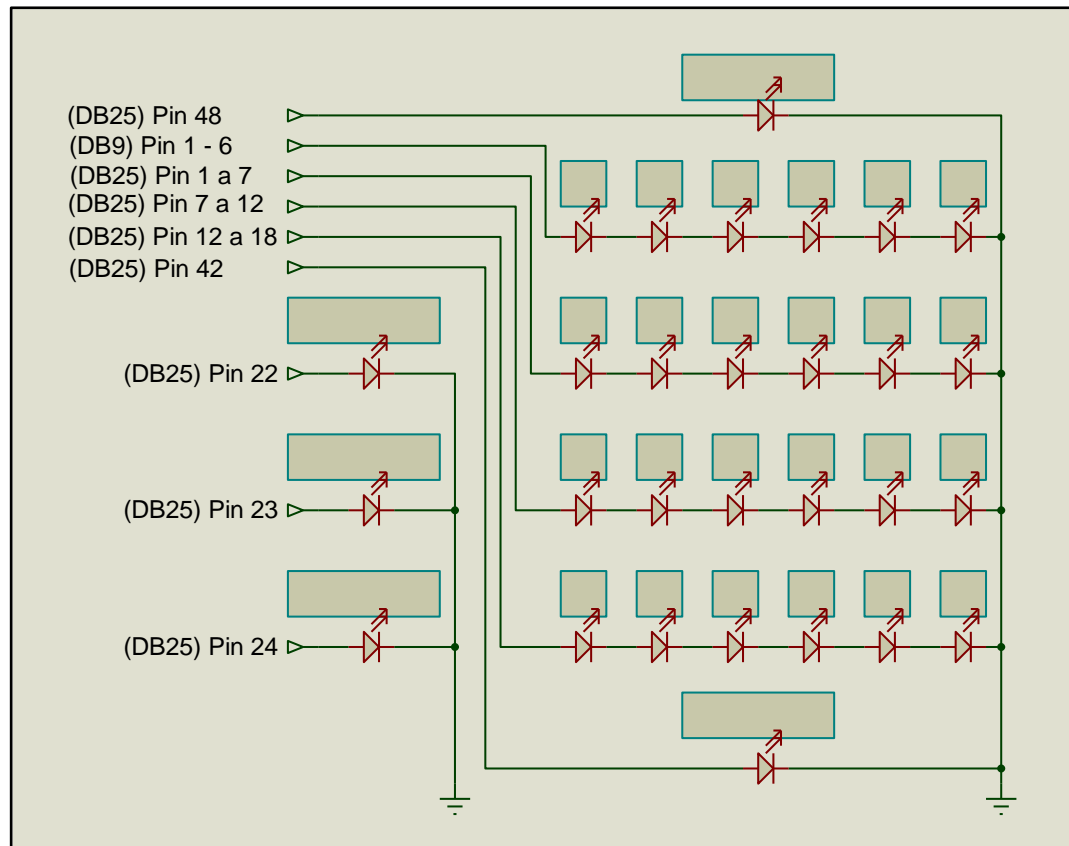 (DB25) Pin 48
(DB9) Pin 1 - 6
(DB25) Pin 1 a 7
(DB25) Pin 7 a 12
(DB25) Pin 12 a 18
(DB25) Pin 42
(DB25) Pin 22
(DB25) Pin 23
(DB25) Pin 24